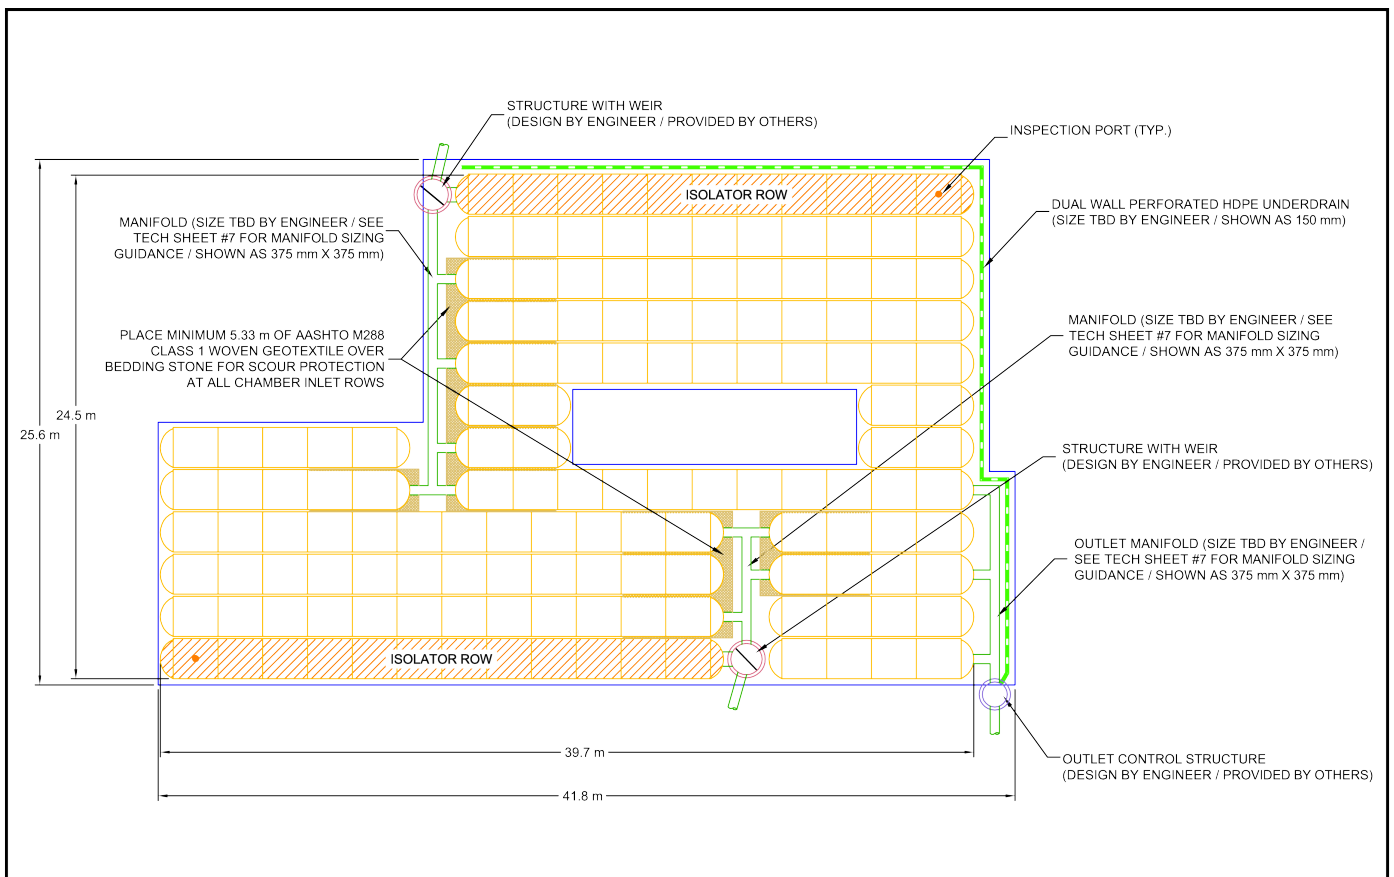 STRUCTURE WITH WEIR
(DESIGN BY ENGINEER / PROVIDED BY OTHERS)
INSPECTION PORT (TYP.)
ISOLATOR ROW
DUAL WALL PERFORATED HDPE UNDERDRAIN
(SIZE TBD BY ENGINEER / SHOWN AS 150 mm)
MANIFOLD (SIZE TBD BY ENGINEER / SEE
TECH SHEET #7 FOR MANIFOLD SIZING
GUIDANCE / SHOWN AS 375 mm X 375 mm)
MANIFOLD (SIZE TBD BY ENGINEER / SEE
TECH SHEET #7 FOR MANIFOLD SIZING
GUIDANCE / SHOWN AS 375 mm X 375 mm)
PLACE MINIMUM 5.33 m OF AASHTO M288
CLASS 1 WOVEN GEOTEXTILE OVER
BEDDING STONE FOR SCOUR PROTECTION
AT ALL CHAMBER INLET ROWS
24.5 m
25.6 m
STRUCTURE WITH WEIR
(DESIGN BY ENGINEER / PROVIDED BY OTHERS)
OUTLET MANIFOLD (SIZE TBD BY ENGINEER /
SEE TECH SHEET #7 FOR MANIFOLD SIZING
GUIDANCE / SHOWN AS 375 mm X 375 mm)
ISOLATOR ROW
39.7 m
OUTLET CONTROL STRUCTURE
(DESIGN BY ENGINEER / PROVIDED BY OTHERS)
41.8 m